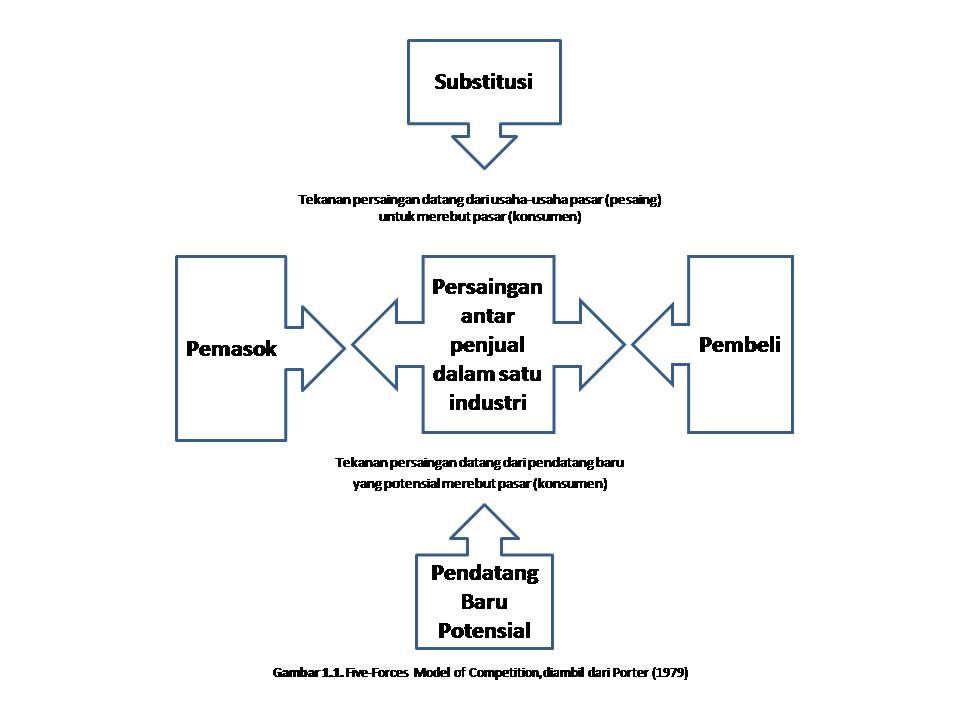 Substitusi
Tekanan persaingan datang dari usaha-usaha pasar (pesaing)
untuk merebut pasar (konsumen)
Pemasok
Persaingan
antar
penjual
dalam satu
industri
Pembeli
Tekanan persaingan datang dari pendatang baru
yang potensial merebut pasar (konsumen)
Pendatang
Baru
Potensial
Gambar 1.1. Five-Forces Model of Competition, diambil dari Porter (1979)